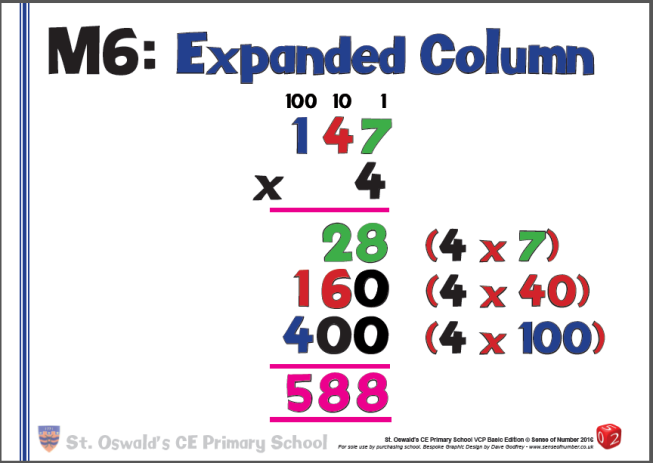 M6: Expanded Column
100 10 1
147
x 4
28 (4 x 7)
160 (4 x 40)
400 (4 x 100)
588
St. Oswald's CE Primary School
St. Oswald's CE Primary School VCP Basic Edition © Sense of Number 2016
For sole use by purchasing school. Bespoke Graphic Design by Dave Godfrey - www.senseofnumber.co.uk